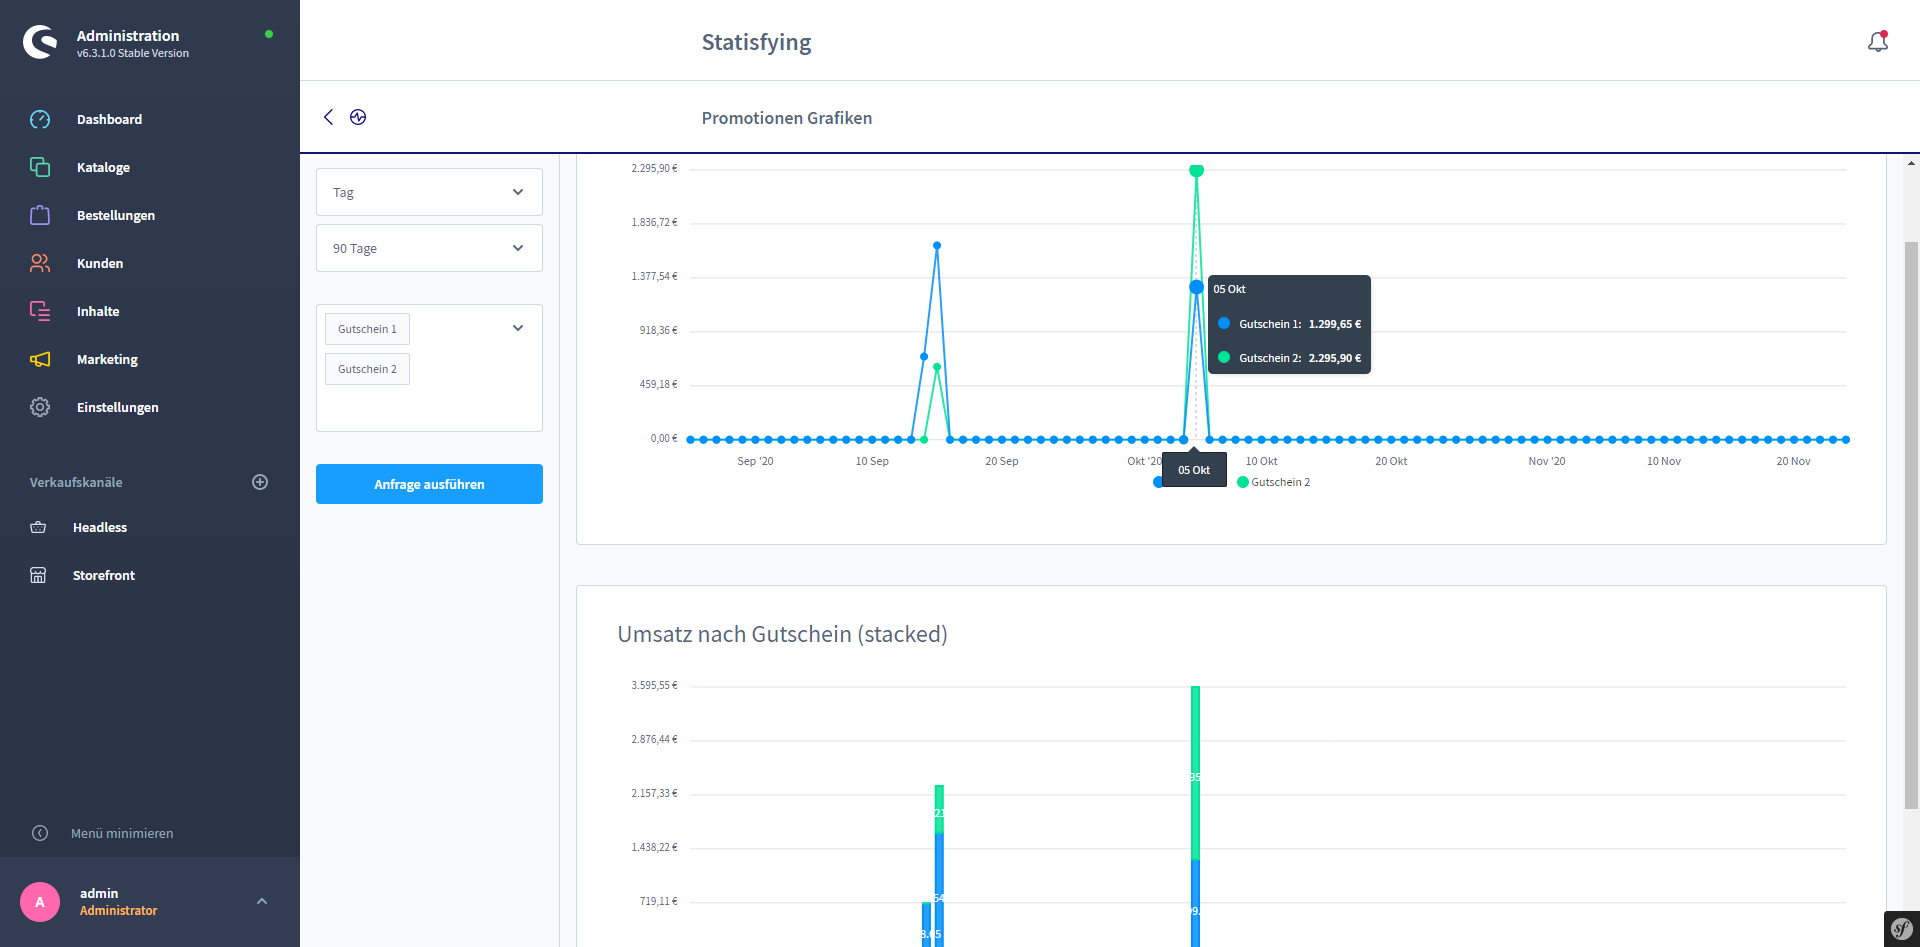 Administration
v6.3.1.0 Stable Version
Dashboard
Kataloge
Bestellungen
Kunden
Inhalte
Marketing
Einstellungen
Verkaufskanäle
Headless
Storefront
Menü minimieren
A
admin
Administrator
Statisfying
Promotionen Grafiken
Tag
90 Tage
Gutschein 1
Gutschein 2
Anfrage ausführen
2.295,90 €
1.836,72 €
1.377,54 €
918,36 €
459,18 €
0,00 €
05 Okt
Gutschein 1: 1.299,65 €
Gutschein 2: 2.295,90 €
Sep '20 10 Sep 20 Sep Okt '20 10 Okt 20 Okt Nov '20 10 Nov 20 Nov
05 Okt
Gutschein 2
Umsatz nach Gutschein (stacked)
3.595,55 €
2.876,44 €
2.157,33 €
1.438,22 €
719,11 €
sf